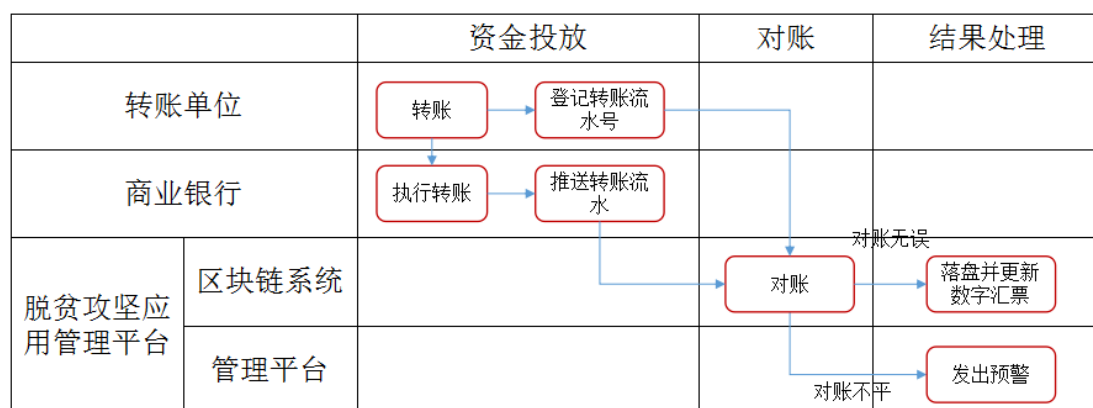 资金投放
对账
结果处理
转账单位
转账
登记转账流
水号
商业银行
执行转账
推送转账流
水
对账无误
脱贫攻坚应
用管理平台
区块链系统
对账
落盘并更新
数字汇票
管理平台
对账不平
发出预警